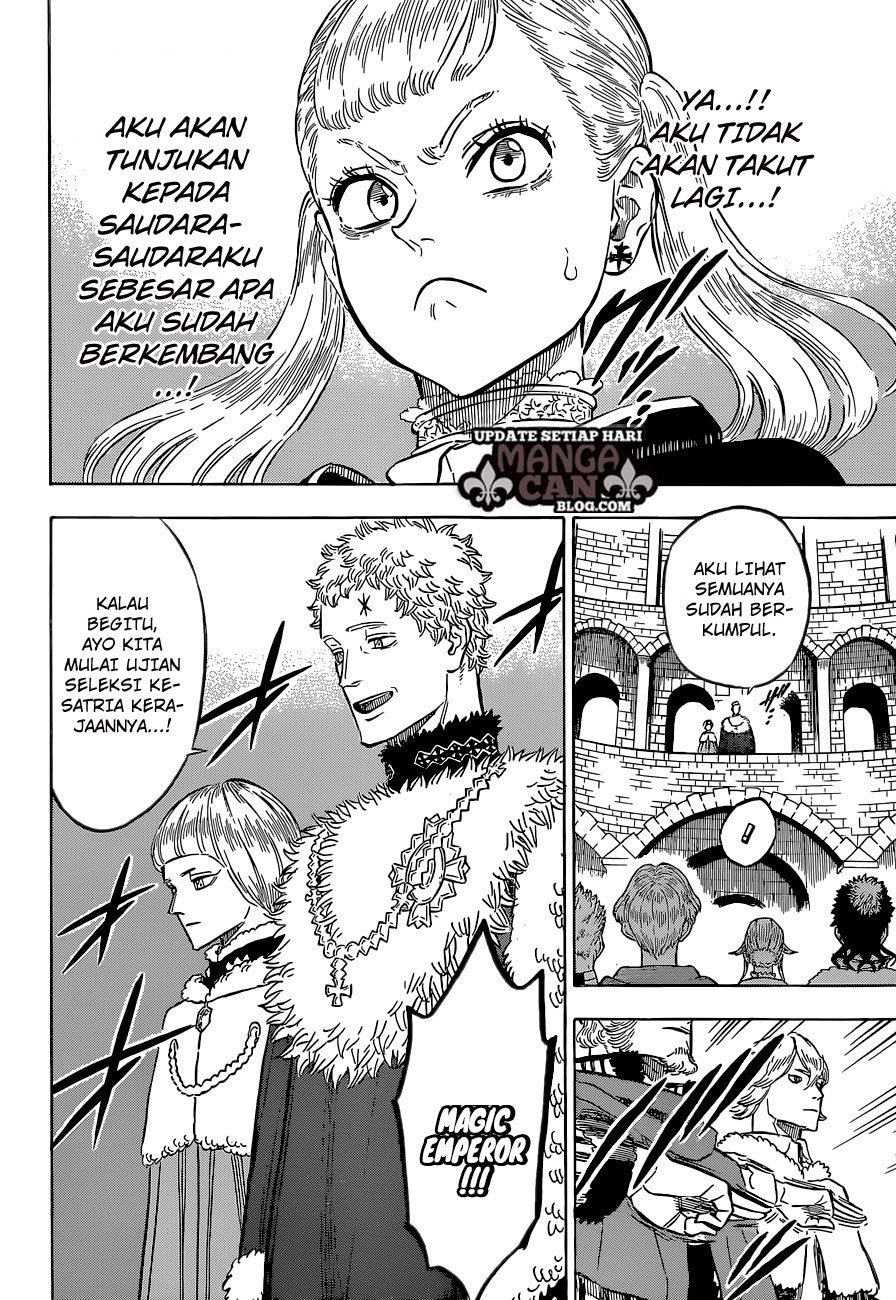 YA...!!
AKU TIDAK
AKAN TAKUT
LAGI...!
AKU AKAN
TUNJUKAN
KEPADA
SAUDARA-
SAUDARAKU
SEBESAR APA
AKU SUDAH
BERKEMBANG
...!
UPDATE SETIAP HARI
MANGA
CAN
BLOG.COM
AKU LIHAT
SEMUANYA
SUDAH BER-
KUMPUL.
!
KALAU
BEGITU,
AYO KITA
MULAI UJIAN
SELEKSI KE-
SATRIA KERA-
JAANNYA...!
MAGIC
EMPEROR
!!!